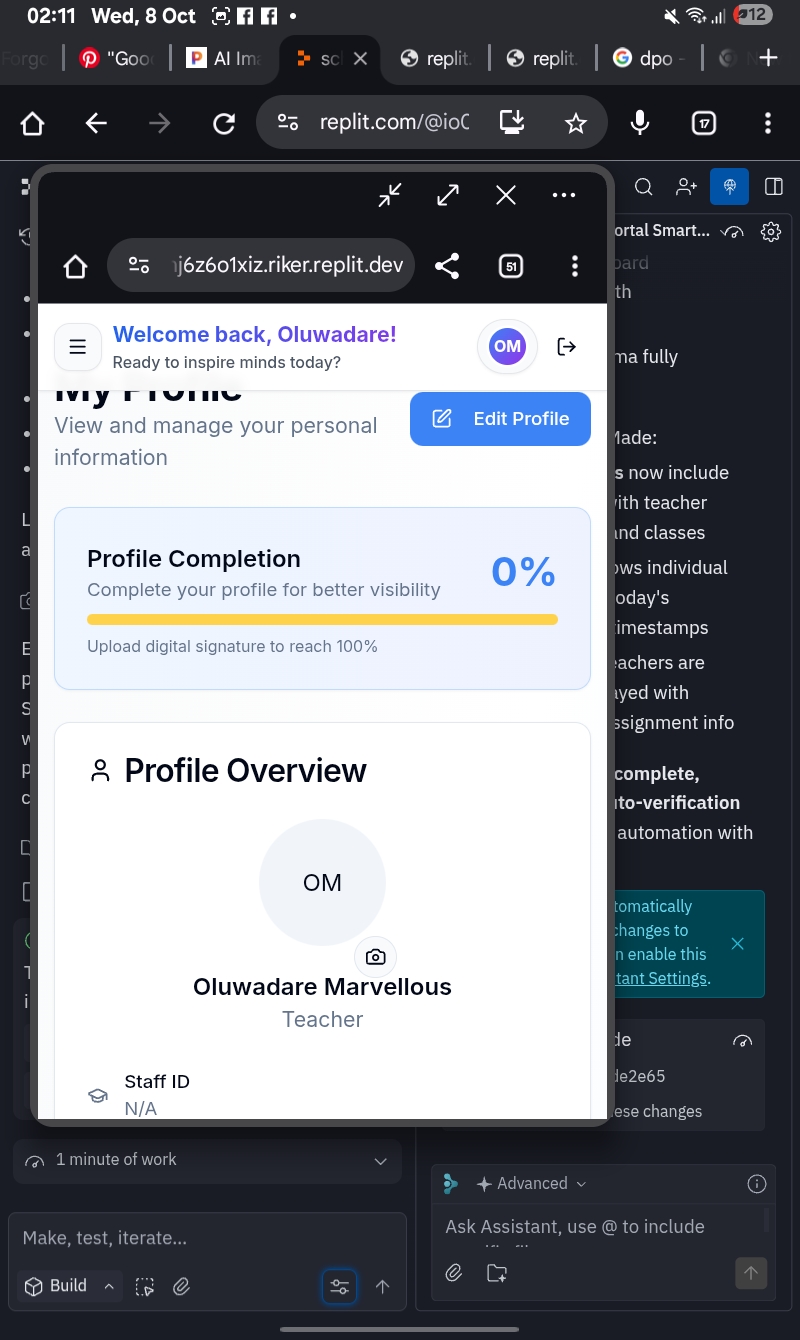 02:11 Wed, 8 Oct
12
"Goo
AI Ima
scl
replit.
replit.
dpo -
replit.com/@ioC
17
ortal Smart...
oard
th
ma fully
Made:
s now include
vith teacher
and classes
ows individual
oday's
timestamps
eachers are
ayed with
ssignment info
complete,
uto-verification
automation with
tomatically
changes to
n enable this
tant Settings.
de
de2e65
ese changes
j6z6o1xiz.riker.replit.dev
51
Welcome back, Oluwadare!
Ready to inspire minds today?
OM
My Profile
View and manage your personal
information
Edit Profile
Profile Completion
Complete your profile for better visibility
0%
Upload digital signature to reach 100%
Profile Overview
OM
Oluwadare Marvellous
Teacher
Staff ID
N/A
1 minute of work
Make, test, iterate...
Build
Advanced
Ask Assistant, use @ to include